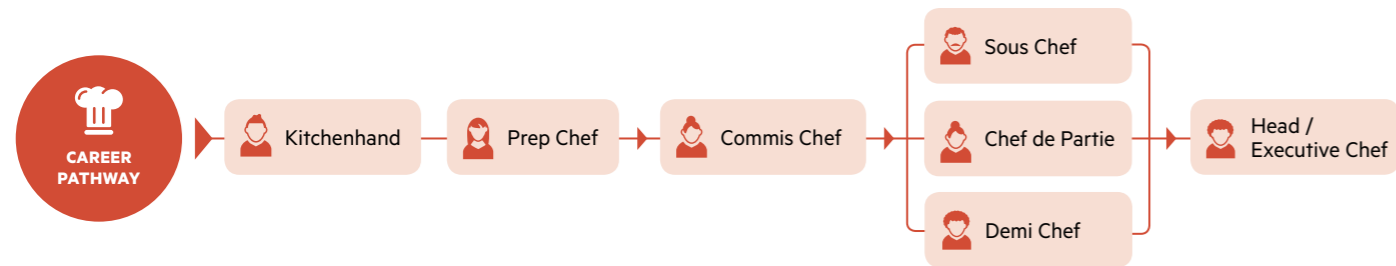 CAREER
PATHWAY
Kitchenhand
Prep Chef
Commis Chef
Sous Chef
Chef de Partie
Demi Chef
Head /
Executive Chef